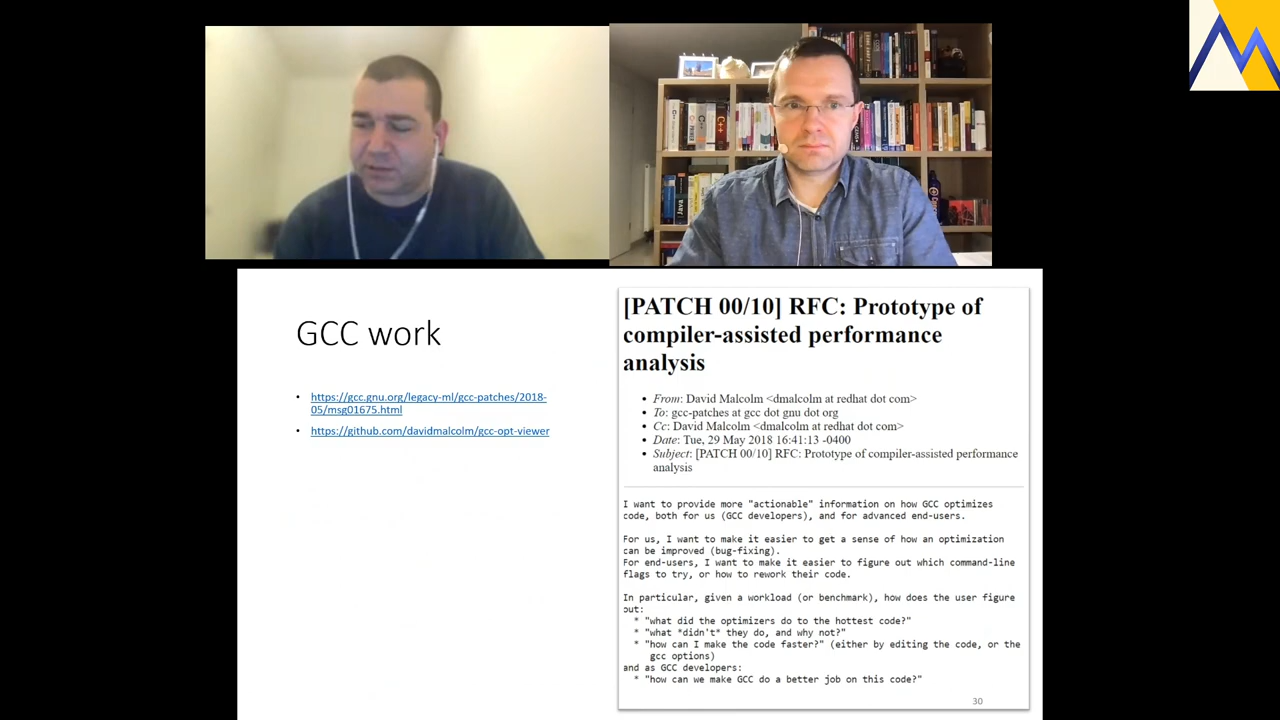 C++
C++
Java
GCC work
• https://gcc.gnu.org/legacy-ml/gcc-patches/2018-
05/msg01675.html
• https://github.com/davidmalcolm/gcc-opt-viewer
[PATCH 00/10] RFC: Prototype of
compiler-assisted performance
analysis
• From: David Malcolm <dmalcolm at redhat dot com>
• To: gcc-patches at gcc dot gnu dot org
• Cc: David Malcolm <dmalcolm at redhat dot com>
• Date: Tue, 29 May 2018 16:41:13 -0400
• Subject: [PATCH 00/10] RFC: Prototype of compiler-assisted performance
analysis
I want to provide more "actionable" information on how GCC optimizes
code, both for us (GCC developers), and for advanced end-users.
For us, I want to make it easier to get a sense of how an optimization
can be improved (bug-fixing).
For end-users, I want to make it easier to figure out which command-line
flags to try, or how to rework their code.
In particular, given a workload (or benchmark), how does the user figure
out:
* "what did the optimizers do to the hottest code?"
* "what *didn't* they do, and why not?"
* "how can I make the code faster?" (either by editing the code, or the
gcc options)
and as GCC developers:
* "how can we make GCC do a better job on this code?"
30